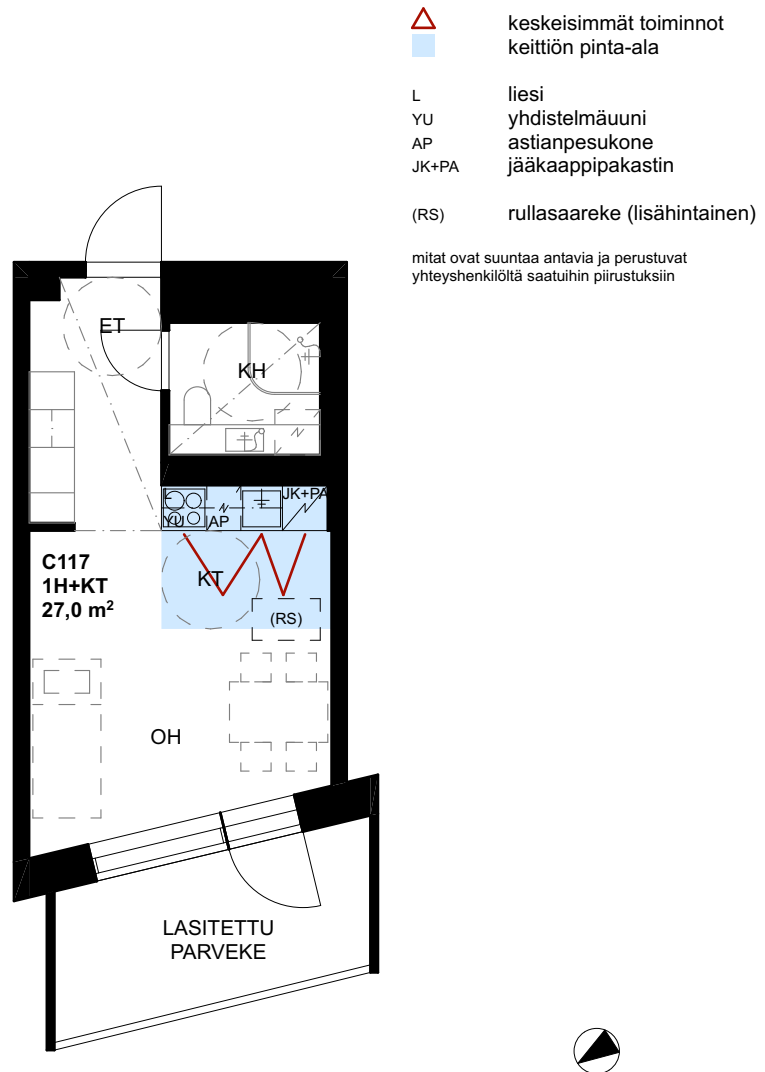 keskeisimmät toiminnot
keittiön pinta-ala
L liesi
YU yhdistelmäuuni
AP astianpesukone
JK+PA jääkaappipakastin
(RS) rullasaareke (lisähintainen)
mitat ovat suuntaa antavia ja perustuvat
yhteyshenkilöltä saatuihin piirustuksiin
ET
KH
L
JK+PA
YU
AP
C117
1H+KT
27,0 m²
KT
(RS)
OH
LASITETTU
PARVEKE